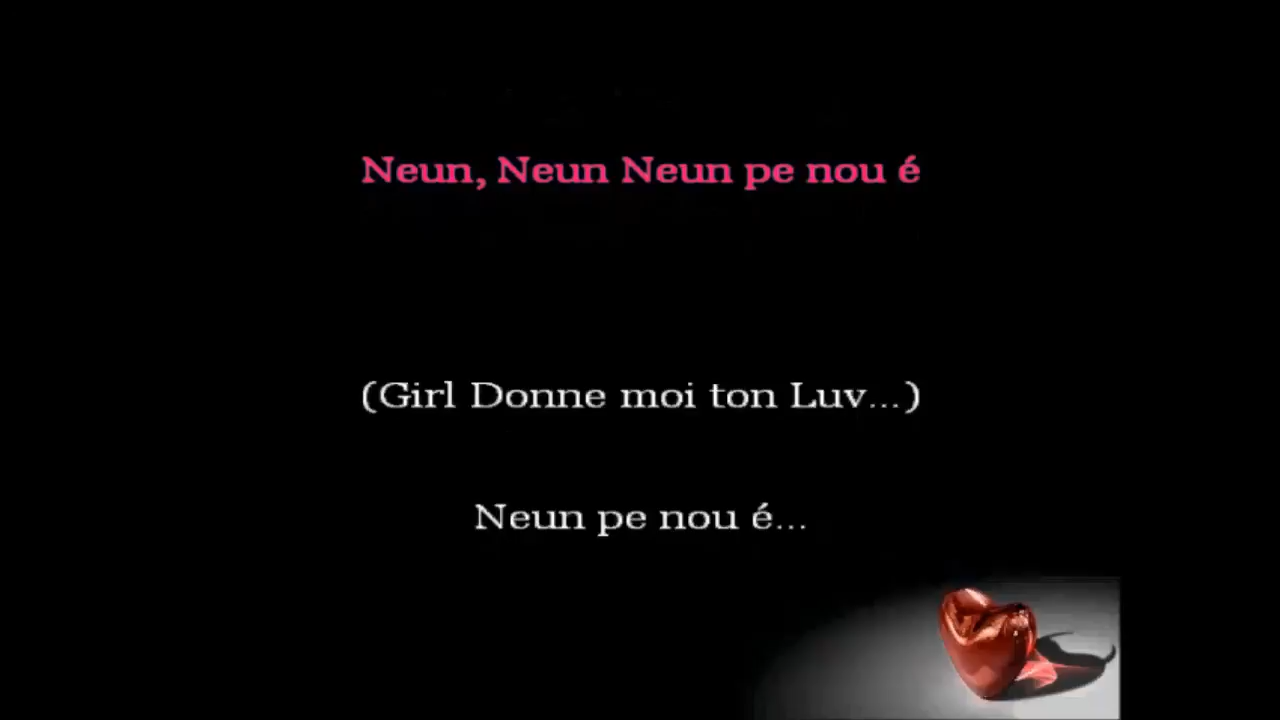 Neun, Neun Neun pe nou é
(Girl Donne moi ton Luv...)
Neun pe nou é...